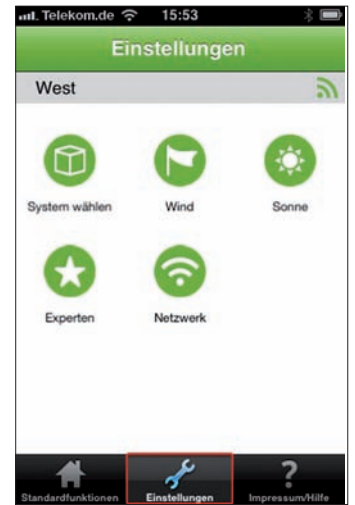 Telekom.de 15:53
Einstellungen
West
System wählen Wind Sonne
Experten Netzwerk
Standardfunktionen Einstellungen Impressum/Hilfe